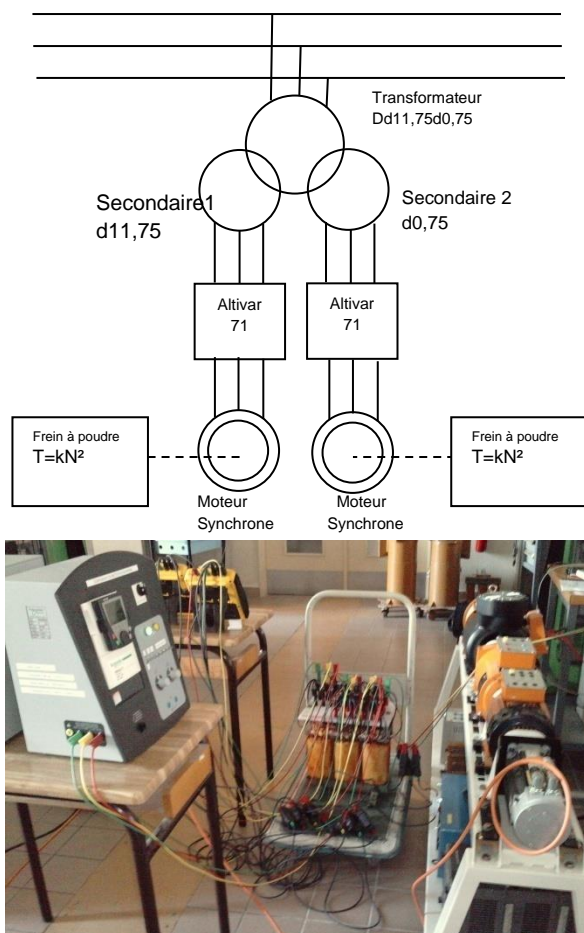 Transformateur
Dd11,75d0,75
Secondaire1
d11,75
Secondaire 2
d0,75
Altivar
71
Altivar
71
Frein à poudre
T=kN²
Frein à poudre
T=kN²
Moteur
Synchrone
Moteur
Synchrone